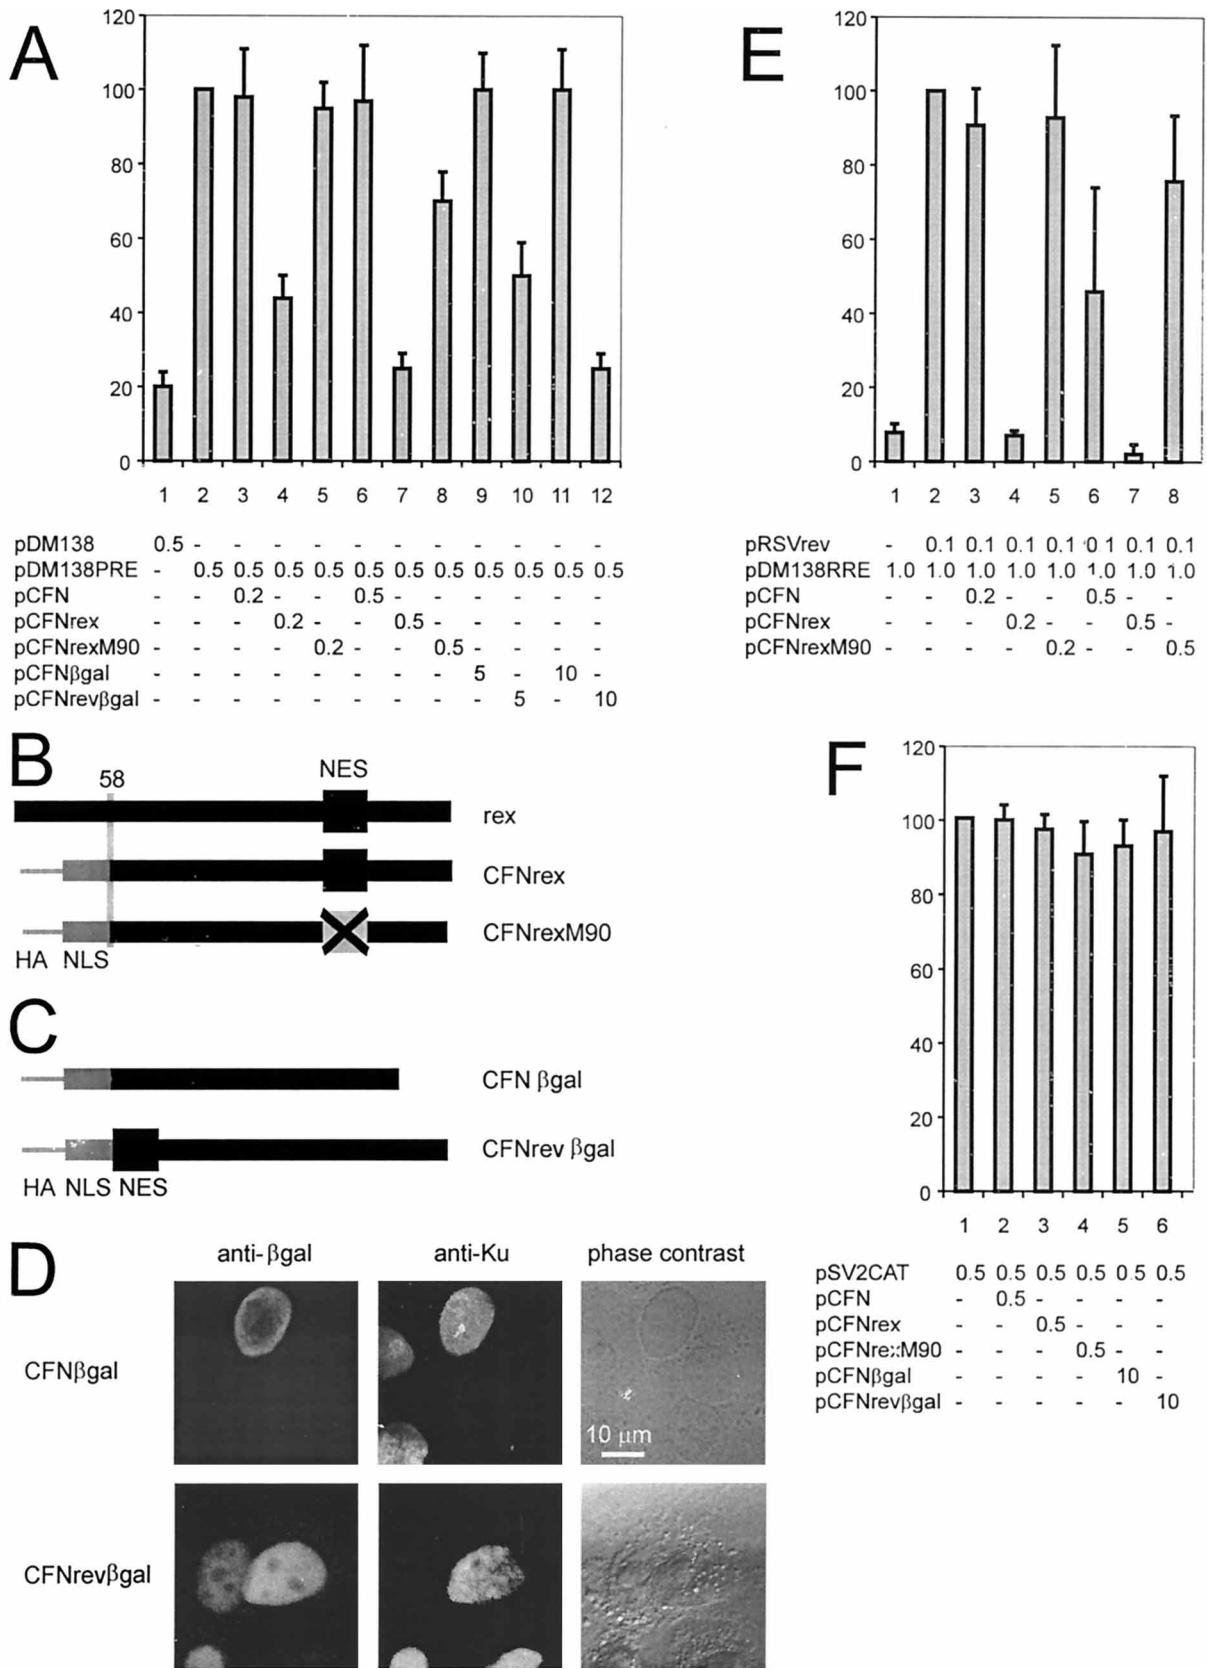 A
120
100
80
60
40
20
0
1 2 3 4 5 6 7 8 9 10 11 12
pDM138 0.5 - - - - - - - - - - -
pDM138PRE - 0.5 0.5 0.5 0.5 0.5 0.5 0.5 0.5 0.5 0.5 0.5
pCFN - - 0.2 - - 0.5 - - - - - -
pCFNrex - - - 0.2 - - 0.5 - - - - -
pCFNrexM90 - - - - 0.2 - - 0.5 - - - -
pCFNβgal - - - - - - - - 5 - 10 -
pCFNrevβgal - - - - - - - - - 5 - 10
E
120
100
80
60
40
20
0
1 2 3 4 5 6 7 8
pRSVrev - 0.1 0.1 0.1 0.1 0.1 0.1 0.1
pDM138RRE 1.0 1.0 1.0 1.0 1.0 1.0 1.0 1.0
pCFN - - 0.2 - - 0.5 - -
pCFNrex - - - 0.2 - - 0.5 -
pCFNrexM90 - - - - 0.2 - - 0.5
B
58 NES
rex
CFNrex
CFNrexM90
HA NLS
C
CFN βgal
CFNrev βgal
HA NLS NES
D
anti-βgal anti-Ku phase contrast
CFNβgal
10 μm
CFNrevβgal
F
120
100
80
60
40
20
0
1 2 3 4 5 6
pSV2CAT 0.5 0.5 0.5 0.5 0.5 0.5
pCFN - 0.5 - - - -
pCFNrex - - 0.5 - - -
pCFNre::M90 - - - 0.5 - -
pCFNβgal - - - - 10 -
pCFNrevβgal - - - - - 10